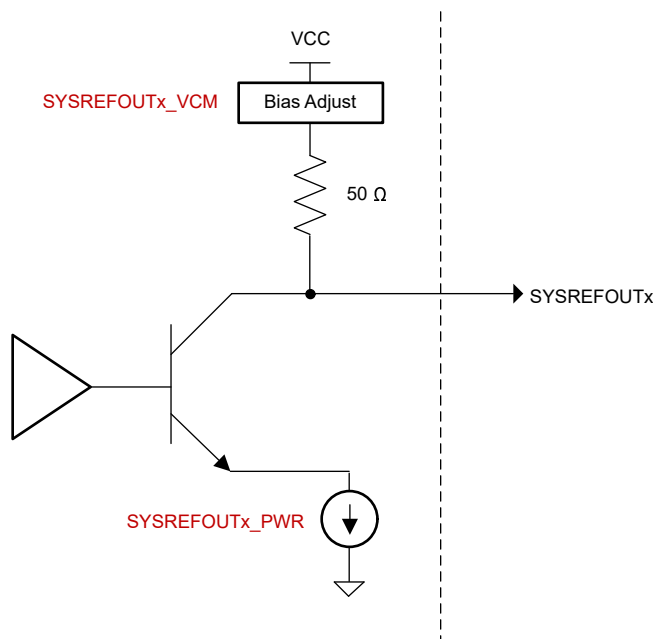 VCC
SYSREFOUTx_VCM
Bias Adjust
50 Ω
SYSREFOUTx
SYSREFOUTx_PWR